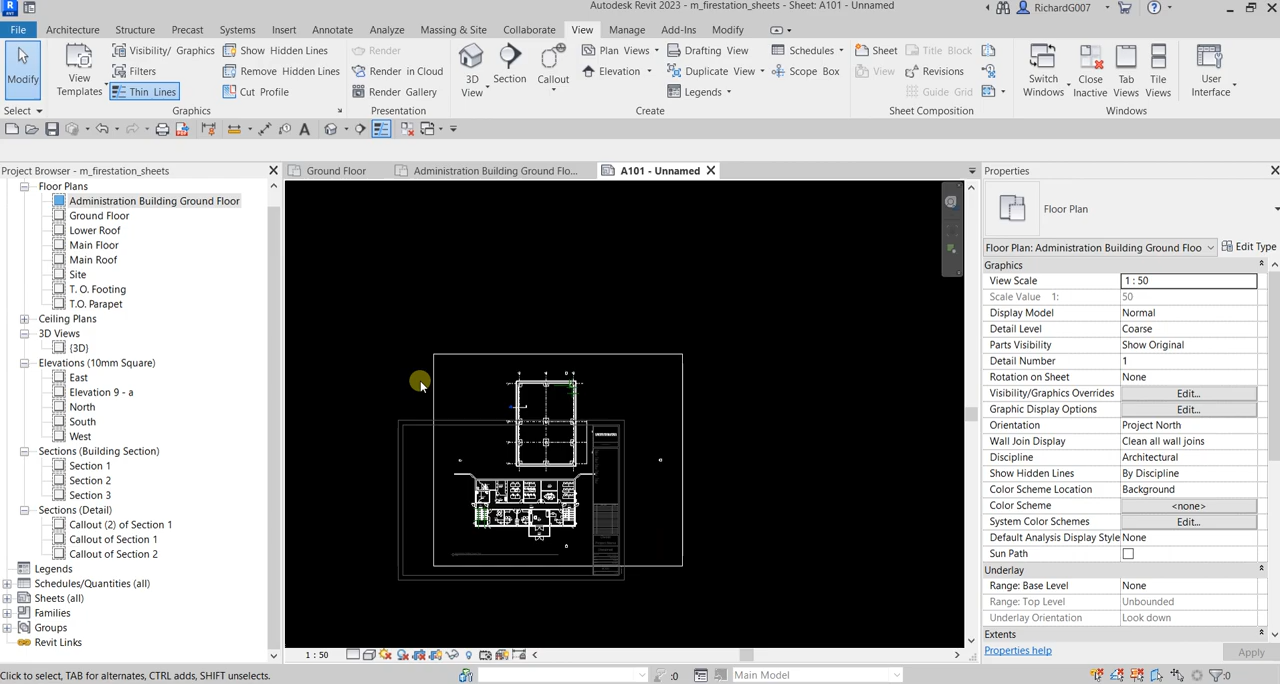 Autodesk Revit 2023 - m_firestation_sheets - Sheet: A101 - Unnamed
RichardG007
File Architecture Structure Precast Systems Insert Annotate Analyze Massing & Site Collaborate View Manage Add-Ins Modify
Modify
View
Templates
Visibility/ Graphics
Filters
Thin Lines
Show Hidden Lines
Remove Hidden Lines
Cut Profile
Render
Render in Cloud
Render Gallery
3D
View
Section
Callout
Plan Views
Elevation
Drafting View
Duplicate View
Legends
Schedules
Scope Box
Sheet
View
Title Block
Revisions
Guide Grid
Switch
Windows
Close
Inactive
Tab
Views
Tile
Views
User
Interface
Select
Graphics
Presentation
Create
Sheet Composition
Windows
Project Browser - m_firestation_sheets
Floor Plans
Administration Building Ground Floor
Ground Floor
Lower Roof
Main Floor
Main Roof
Site
T. O. Footing
T.O. Parapet
Ceiling Plans
3D Views
{3D}
Elevations (10mm Square)
East
Elevation 9 - a
North
South
West
Sections (Building Section)
Section 1
Section 2
Section 3
Sections (Detail)
Callout (2) of Section 1
Callout of Section 1
Callout of Section 2
Legends
Schedules/Quantities (all)
Sheets (all)
Families
Groups
Revit Links
Ground Floor
Administration Building Ground Flo...
A101 - Unnamed
1 : 50
Properties
Floor Plan
Floor Plan: Administration Building Ground Floo
Edit Type
Graphics
View Scale 1 : 50
Scale Value 1: 50
Display Model Normal
Detail Level Coarse
Parts Visibility Show Original
Detail Number 1
Rotation on Sheet None
Visibility/Graphics Overrides Edit...
Graphic Display Options Edit...
Orientation Project North
Wall Join Display Clean all wall joins
Discipline Architectural
Show Hidden Lines By Discipline
Color Scheme Location Background
Color Scheme <none>
System Color Schemes Edit...
Default Analysis Display Style None
Sun Path
Underlay
Range: Base Level None
Range: Top Level Unbounded
Underlay Orientation Look down
Extents
Properties help
Apply
Click to select, TAB for alternates, CTRL adds, SHIFT unselects.
:0
Main Model
:0